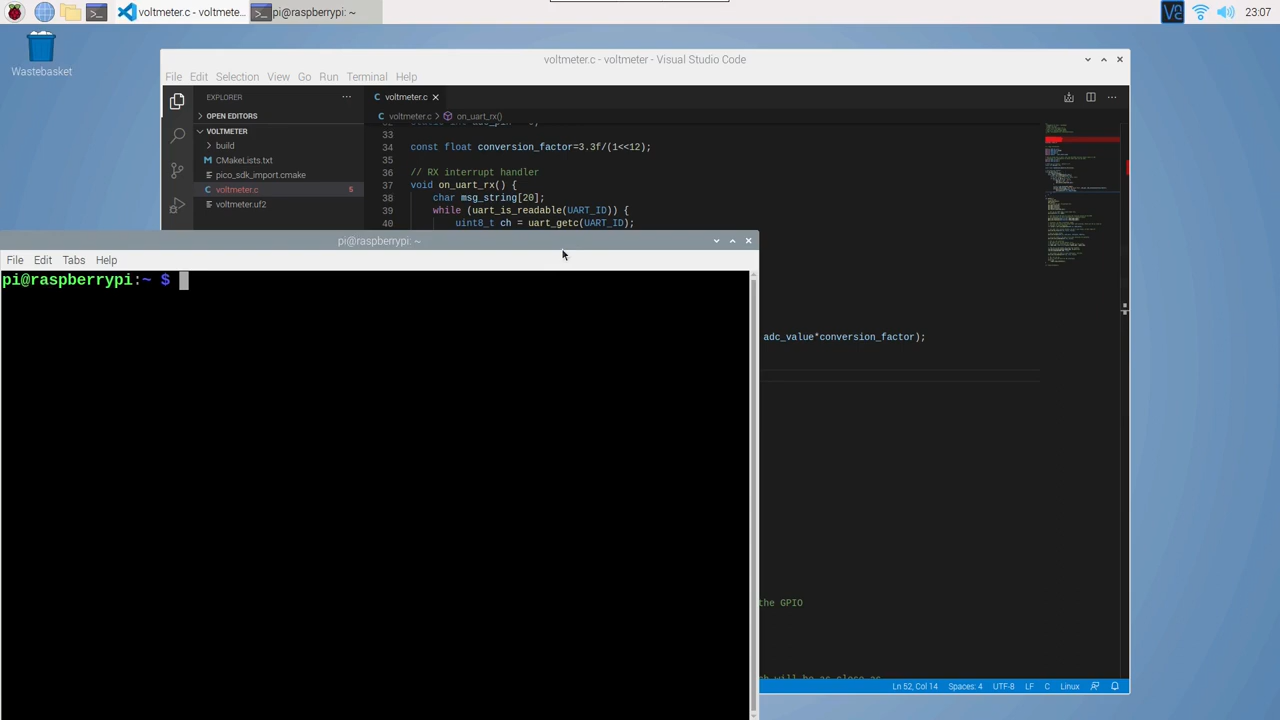 voltmeter.c - voltmete...
pi@raspberrypi: ~
23:07
Wastebasket
voltmeter.c - voltmeter - Visual Studio Code
File Edit Selection View Go Run Terminal Help
EXPLORER ...
voltmeter.c
OPEN EDITORS
voltmeter.c > on_uart_rx()
VOLTMETER
build
CMakeLists.txt
pico_sdk_import.cmake
voltmeter.c 5
voltmeter.uf2
33
34 const float conversion_factor=3.3f/(1<<12);
35
36 // RX interrupt handler
37 void on_uart_rx() {
38 char msg_string[20];
39 while (uart_is_readable(UART_ID)) {
40 uint8_t ch = uart_getc(UART_ID);
pi@raspberrypi: ~
File Edit Tabs Help
pi@raspberrypi:~ $
adc_value*conversion_factor);
the GPIO
Ln 52, Col 14 Spaces: 4 UTF-8 LF C Linux